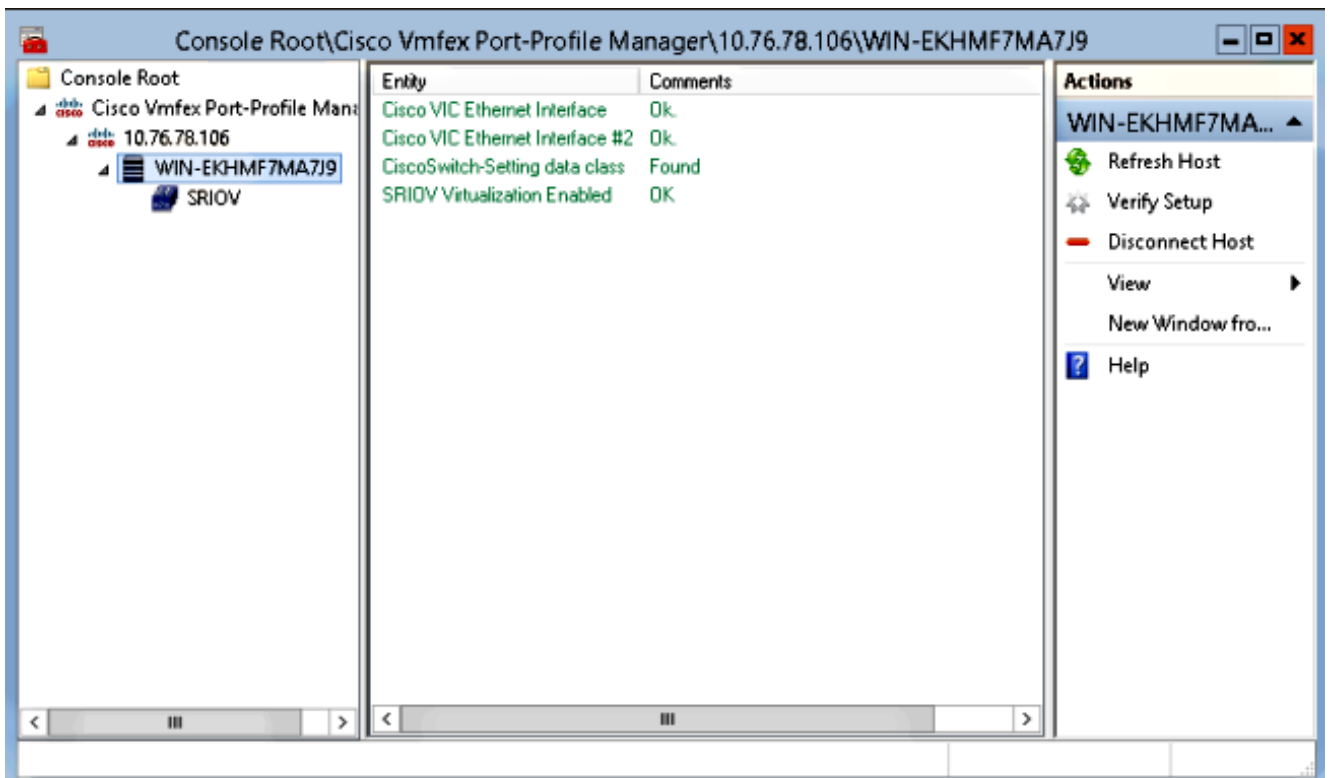 Console Root\Cisco Vmfex Port-Profile Manager\10.76.78.106\WIN-EKHMF7MA7J9
Console Root
Cisco Vmfex Port-Profile Mana
10.76.78.106
WIN-EKHMF7MA7J9
SRIOV
Entity Comments
Cisco VIC Ethernet Interface Ok.
Cisco VIC Ethernet Interface #2 Ok.
CiscoSwitch-Setting data class Found
SRIOV Virtualization Enabled OK
Actions
WIN-EKHMF7MA...
Refresh Host
Verify Setup
Disconnect Host
View
New Window fro...
Help